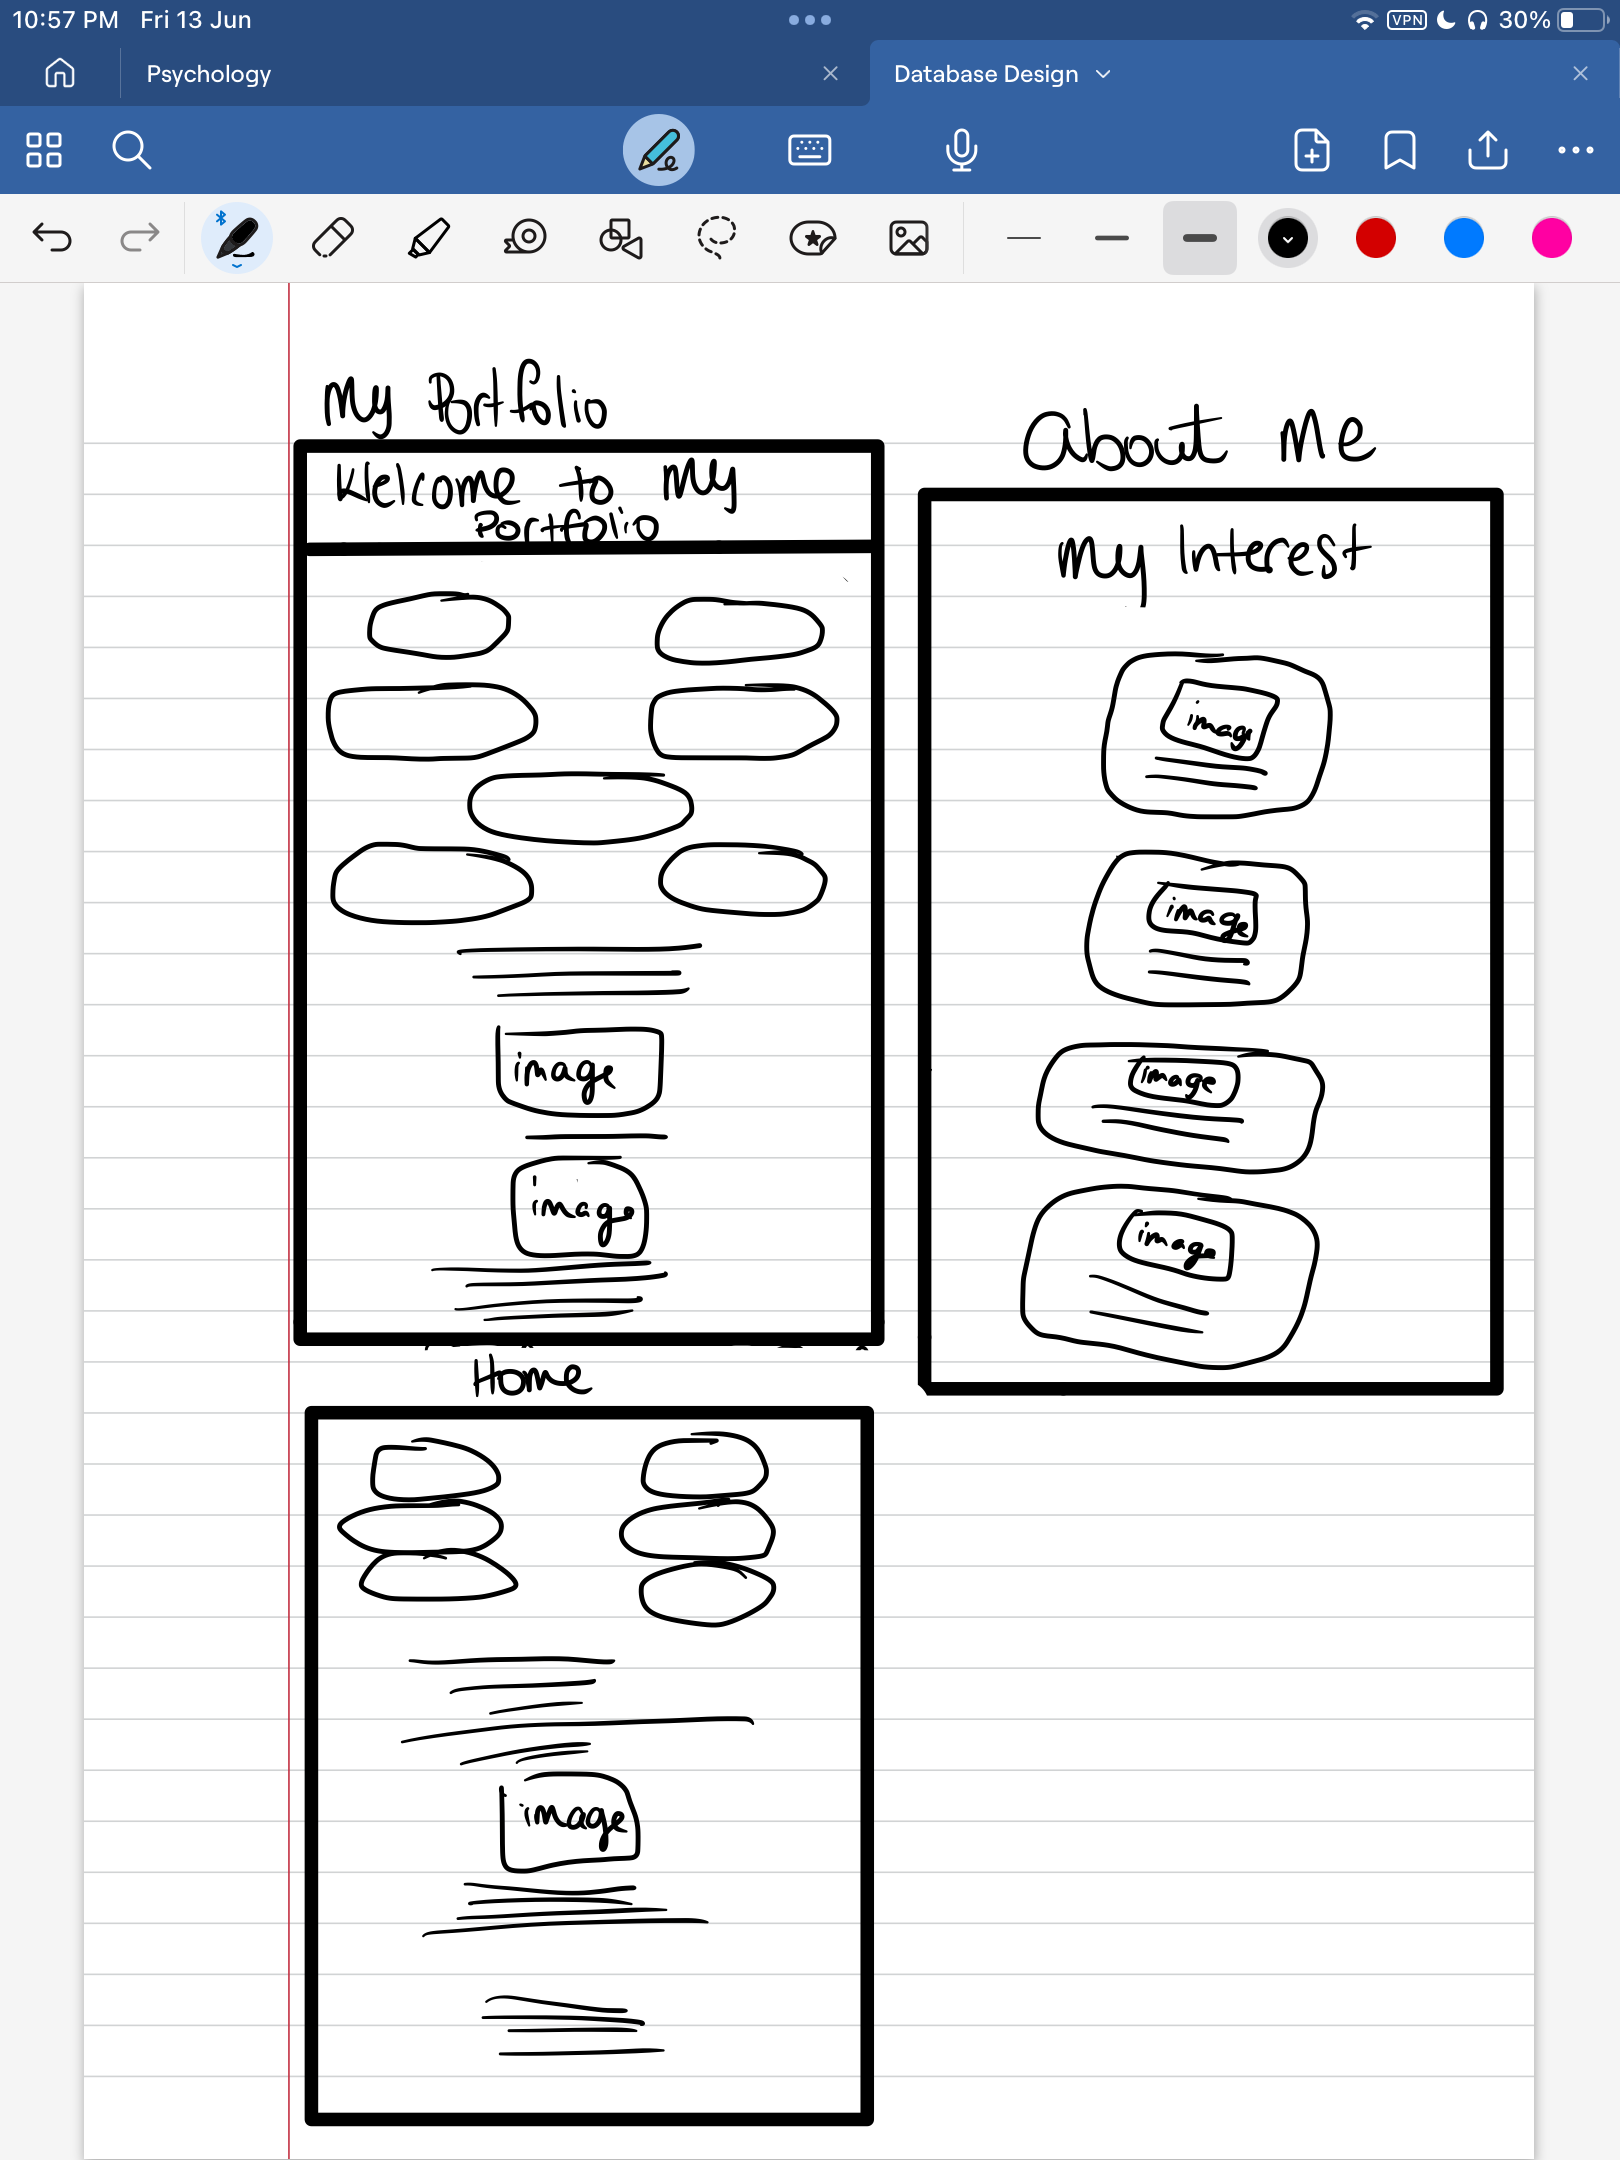 10:57 PM Fri 13 Jun
VPN 30%
Psychology
Database Design
My Portfolio
Welcome to My
Portfolio
image
image
Home
image
About Me
My Interest
image
image
image
image